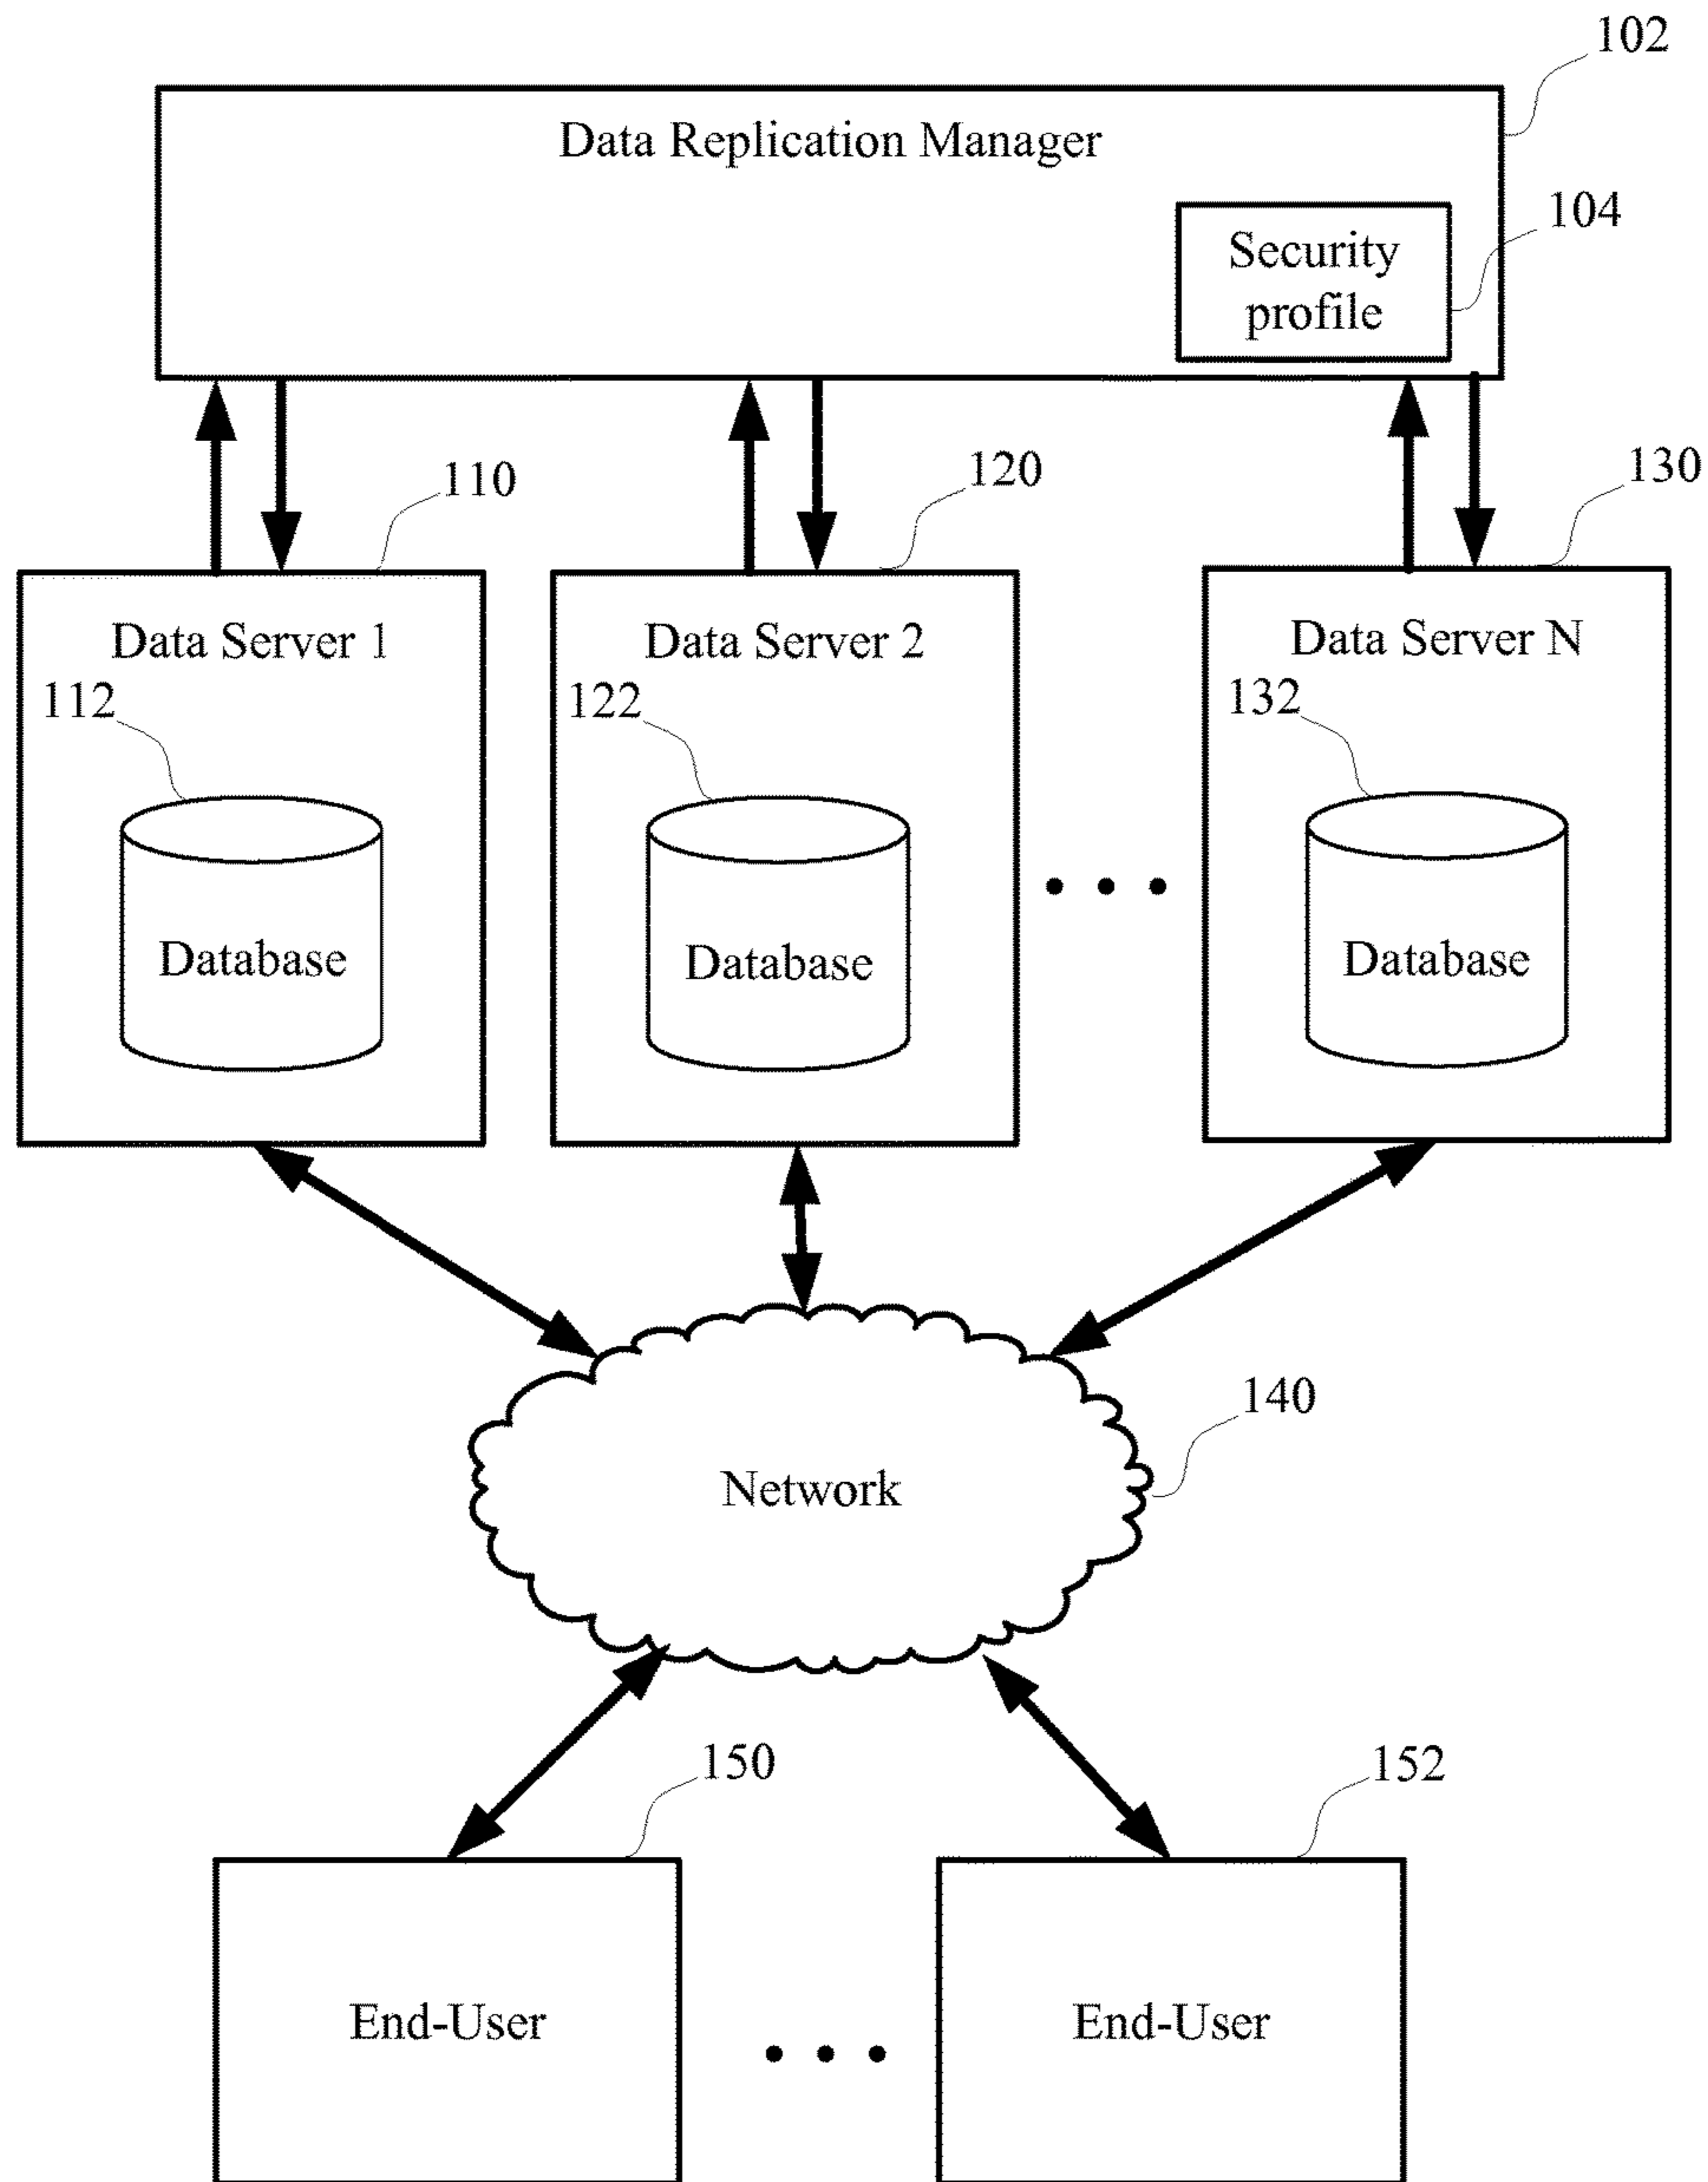 102
Data Replication Manager
104
Security
profile
110
120
130
Data Server 1
Data Server 2
Data Server N
112
122
132
Database
Database
Database
140
Network
150
152
End-User
End-User